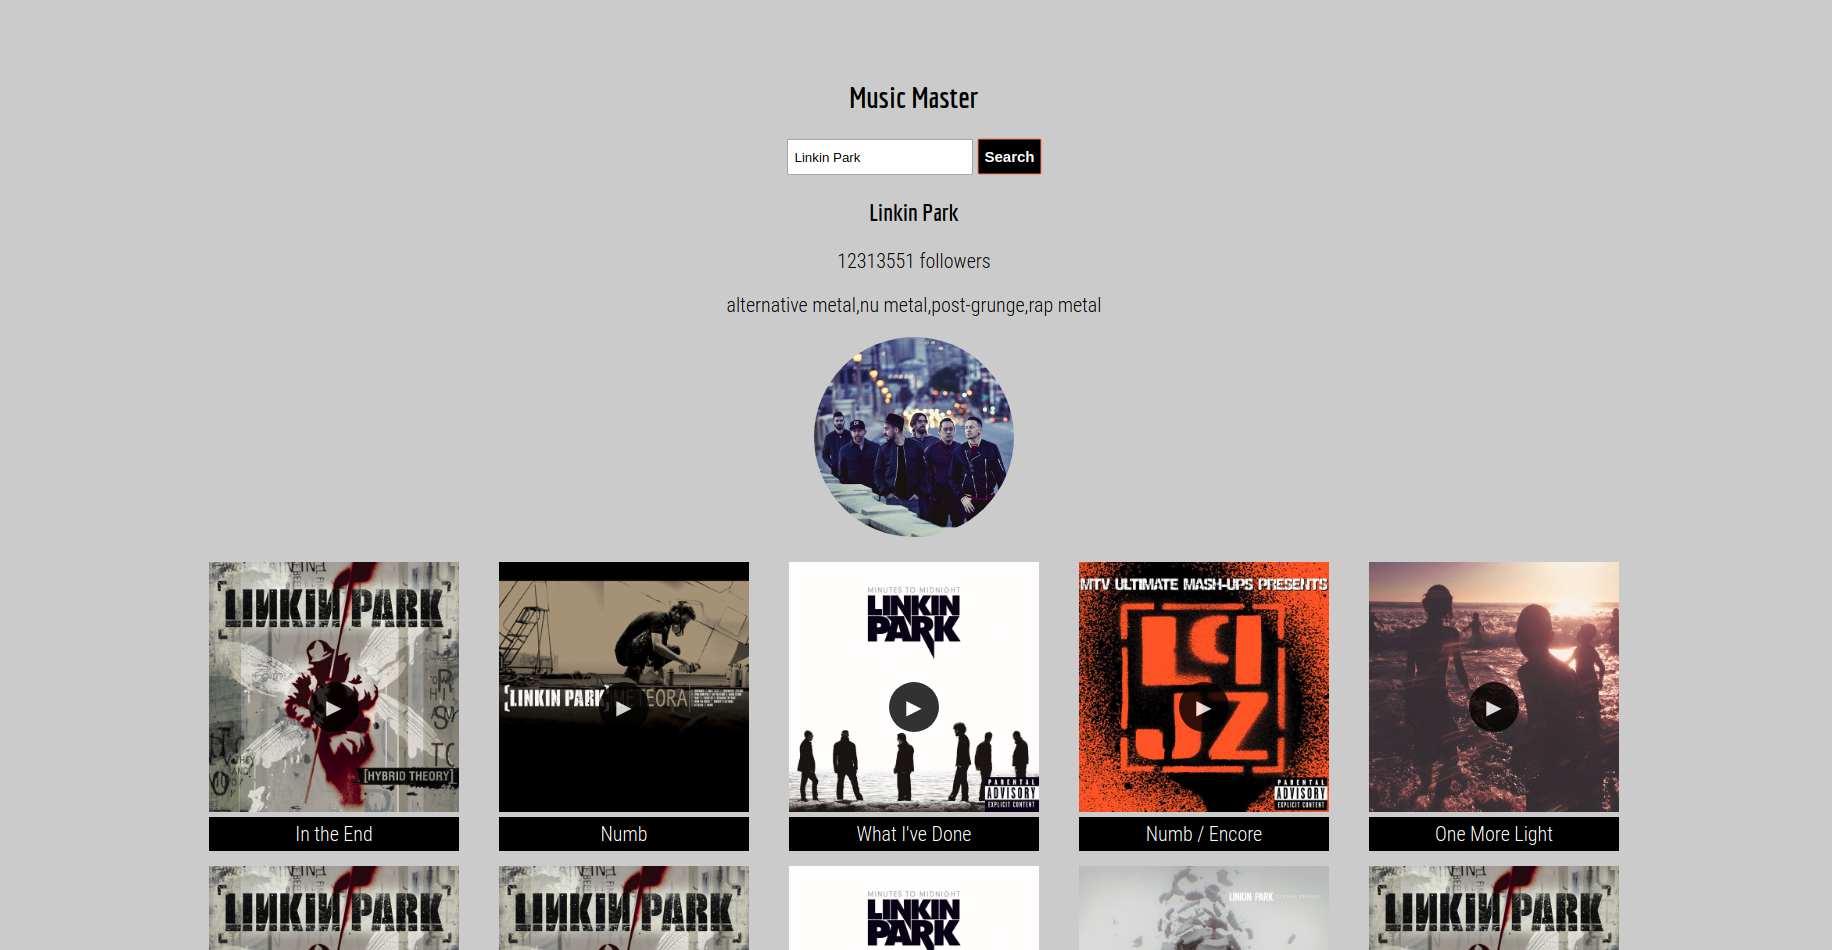 Music Master
Linkin Park
Search
Linkin Park
12313551 followers
alternative metal,nu metal,post-grunge,rap metal
LINKIN PARK
[HYBRID THEORY]
[LINKIN PARK] METEORA
MINUTES TO MIDNIGHT
LINKIN
PARK
PARENTAL
ADVISORY
EXPLICIT CONTENT
MTV ULTIMATE MASH-UPS PRESENTS
LP
JZ
PARENTAL
ADVISORY
EXPLICIT CONTENT
In the End
Numb
What I've Done
Numb / Encore
One More Light
LINKIN PARK
LINKIN PARK
MINUTES TO MIDNIGHT
LINKIN
PARK
LINKIN PARK
LINKIN PARK